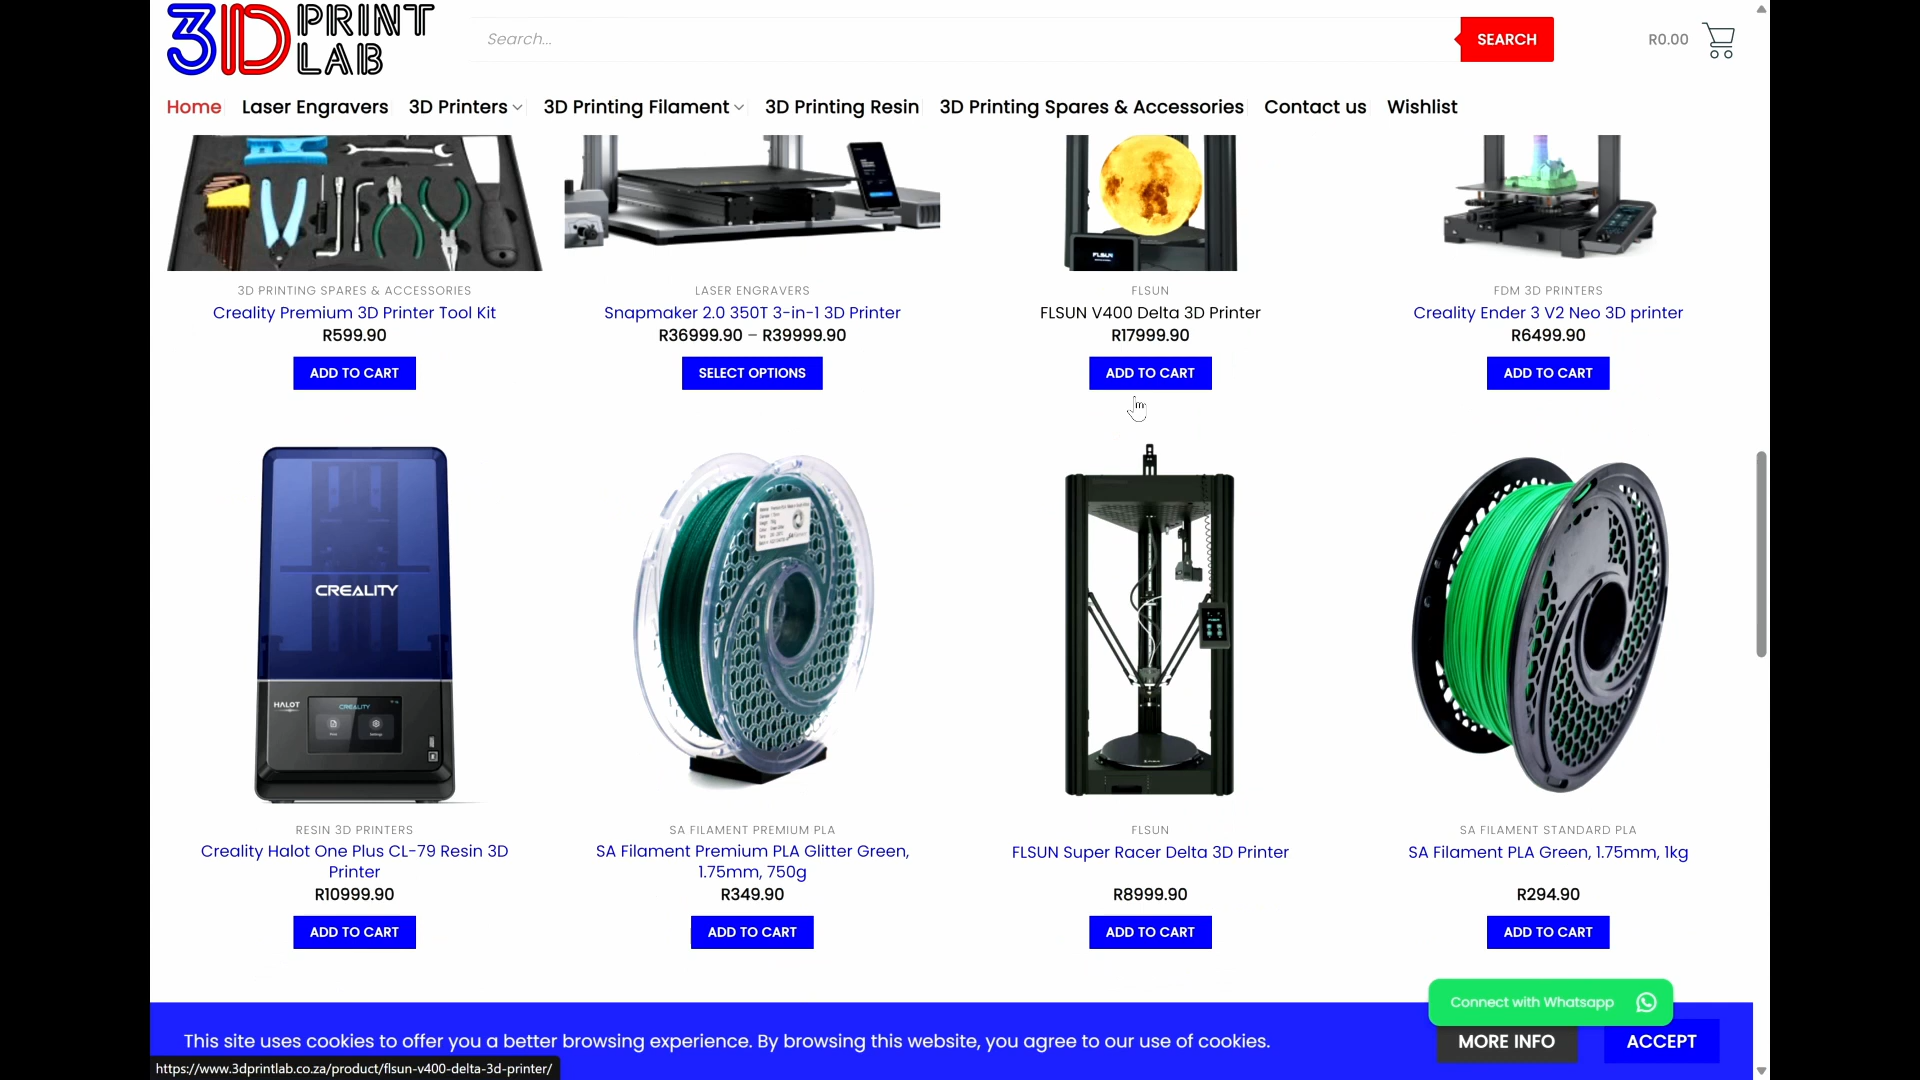 3D PRINT LAB
Search...
SEARCH
R0.00
Home
Laser Engravers
3D Printers
3D Printing Filament
3D Printing Resin
3D Printing Spares & Accessories
Contact us
Wishlist
FLSUN
3D PRINTING SPARES & ACCESSORIES
Creality Premium 3D Printer Tool Kit
R599.90
ADD TO CART
LASER ENGRAVERS
Snapmaker 2.0 350T 3-in-1 3D Printer
R36999.90 – R39999.90
SELECT OPTIONS
FLSUN
FLSUN V400 Delta 3D Printer
R17999.90
ADD TO CART
FDM 3D PRINTERS
Creality Ender 3 V2 Neo 3D printer
R6499.90
ADD TO CART
CREALITY
HALOT
CREALITY
RESIN 3D PRINTERS
Creality Halot One Plus CL-79 Resin 3D
Printer
R10999.90
ADD TO CART
SA FILAMENT PREMIUM PLA
SA Filament Premium PLA Glitter Green,
1.75mm, 750g
R349.90
ADD TO CART
FLSUN
FLSUN Super Racer Delta 3D Printer
R8999.90
ADD TO CART
SA FILAMENT STANDARD PLA
SA Filament PLA Green, 1.75mm, 1kg
R294.90
ADD TO CART
Connect with Whatsapp
This site uses cookies to offer you a better browsing experience. By browsing this website, you agree to our use of cookies.
MORE INFO
ACCEPT
https://www.3dprintlab.co.za/product/flsun-v400-delta-3d-printer/